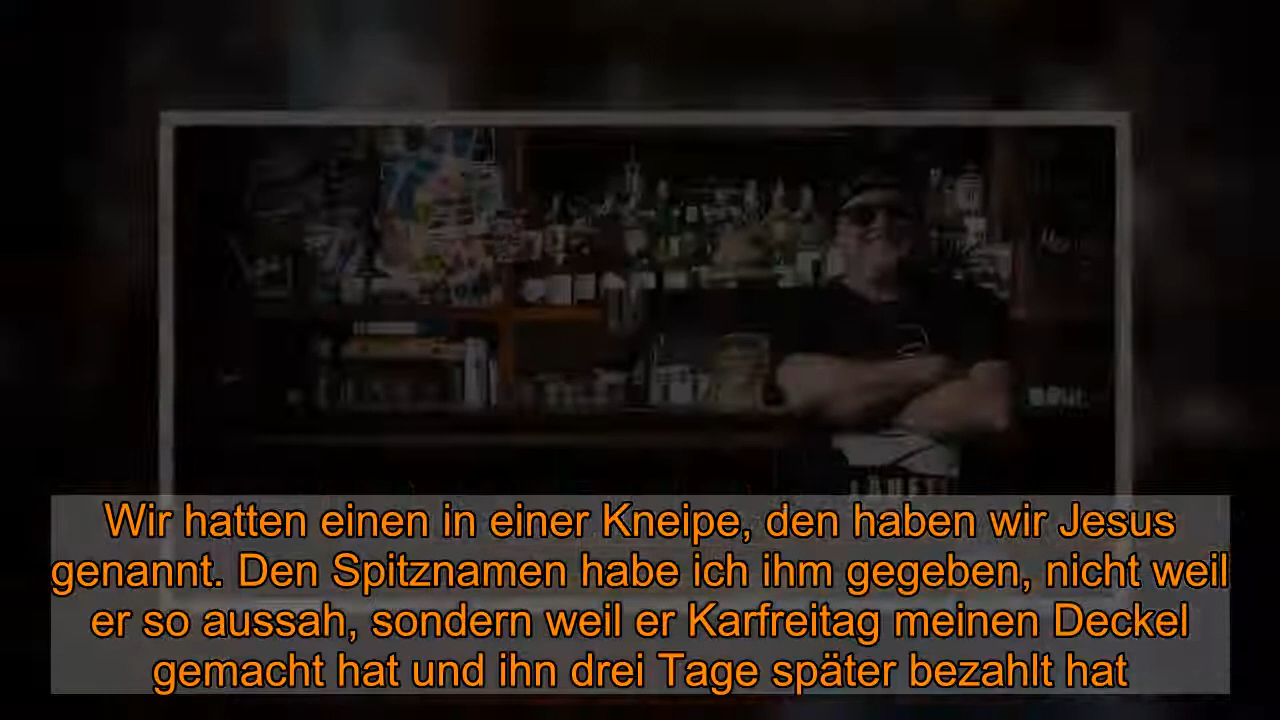 Wir hatten einen in einer Kneipe, den haben wir Jesus
genannt. Den Spitznamen habe ich ihm gegeben, nicht weil
er so aussah, sondern weil er Karfreitag meinen Deckel
gemacht hat und ihn drei Tage später bezahlt hat